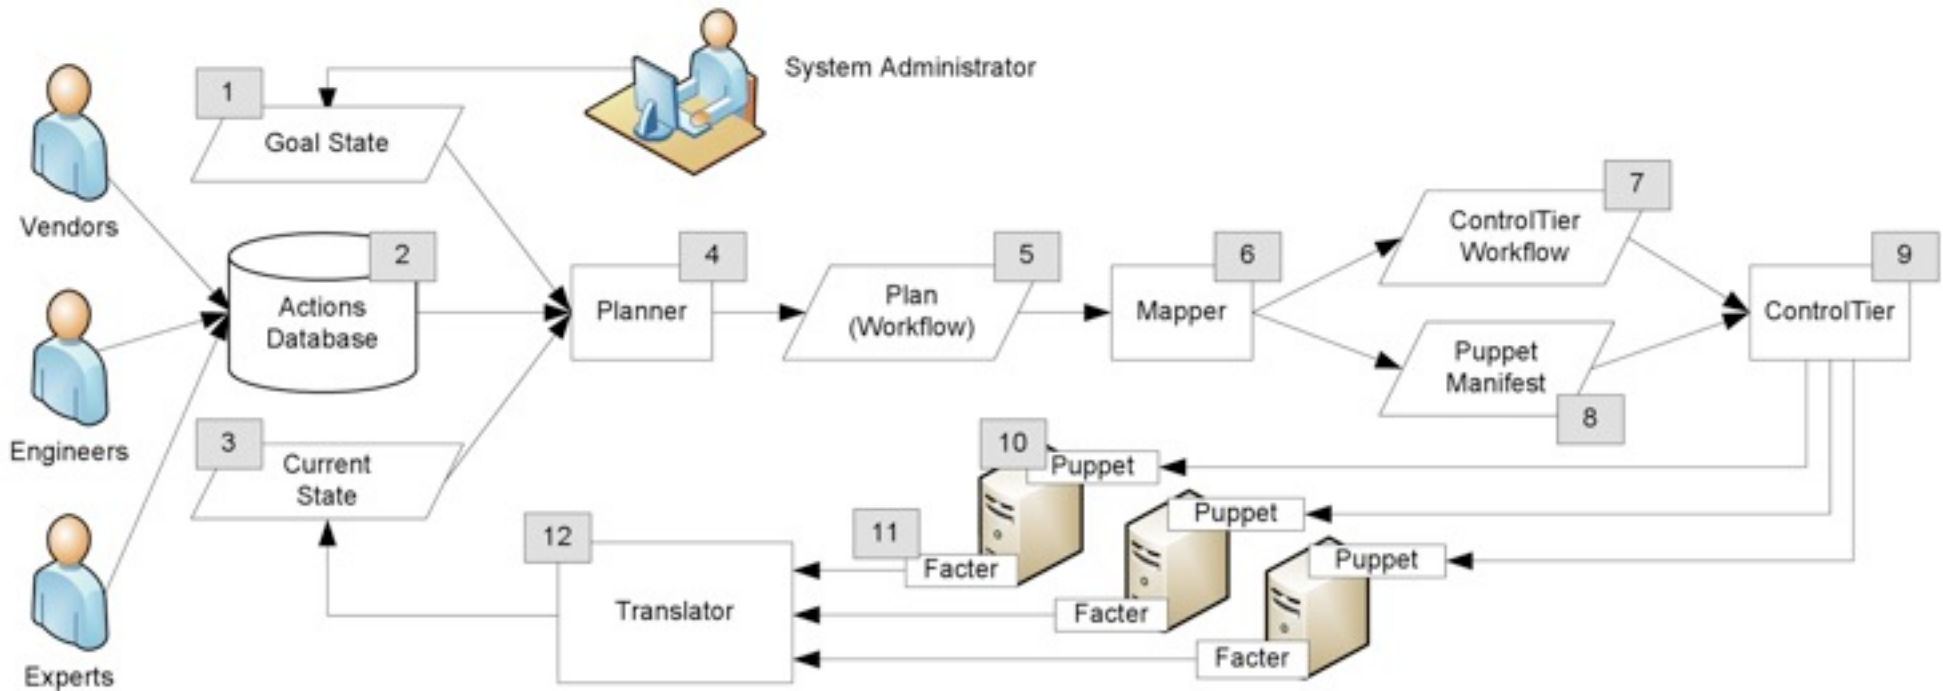 System Administrator
1
Goal State
Vendors
2
Actions
Database
4
Planner
5
Plan
(Workflow)
6
Mapper
7
ControlTier
Workflow
8
Puppet
Manifest
9
ControlTier
Engineers
3
Current
State
10
Puppet
Puppet
Puppet
11
Facter
Facter
Facter
12
Translator
Experts